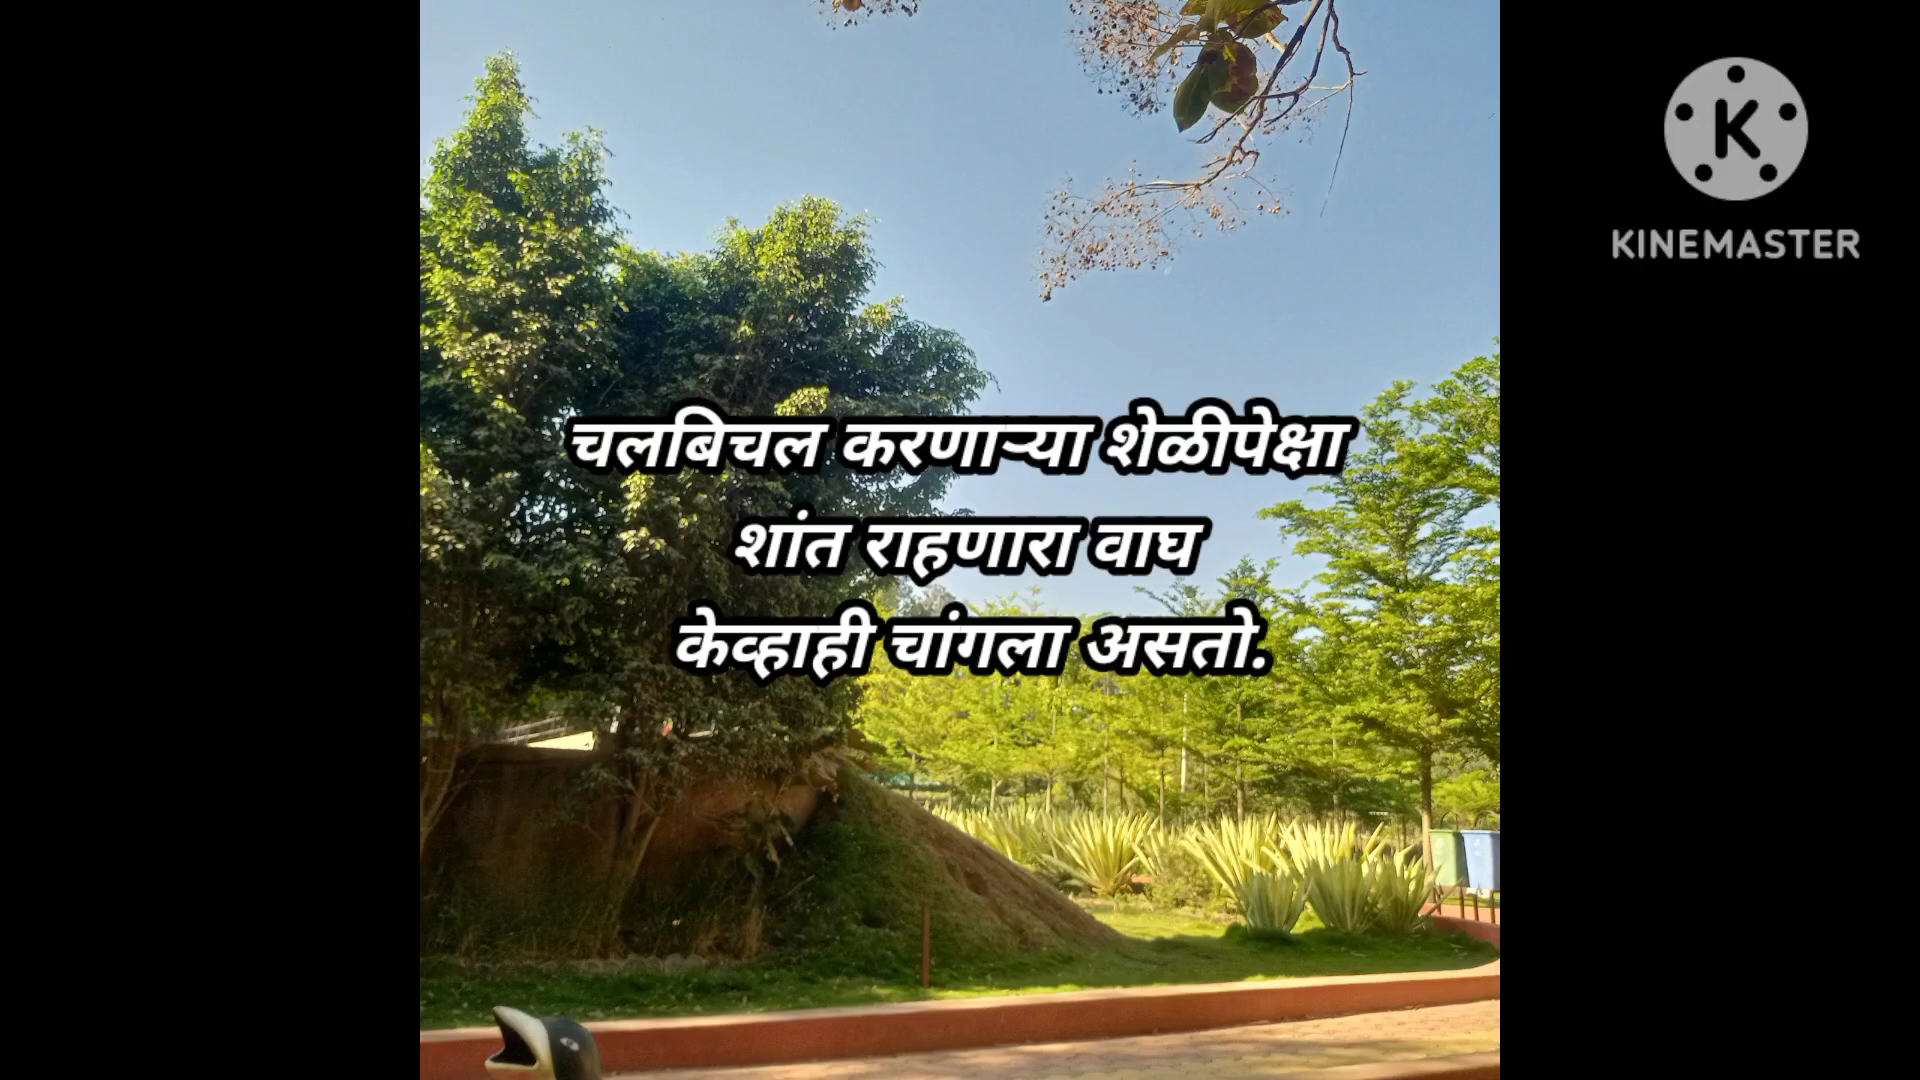 चलबिचल करणाऱ्या शेळीपेक्षा
शांत राहणारा वाघ
केव्हाही चांगला असतो.
K
KINEMASTER